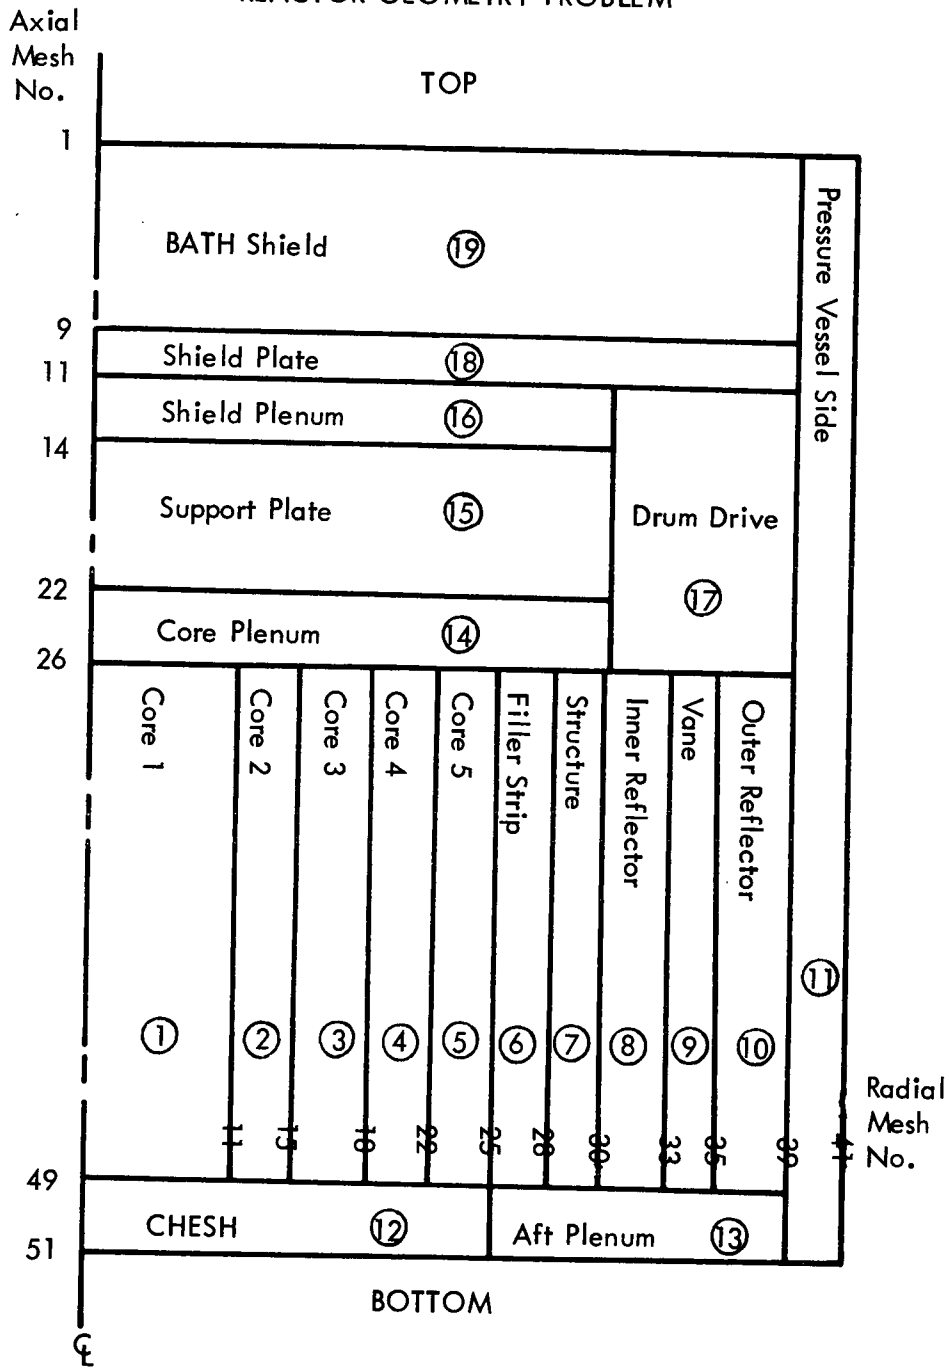 REACTOR GEOMETRY PROBLEM
Axial
Mesh
No.
TOP
1
BATH Shield 19
9
Shield Plate 18
11
Shield Plenum 16
14
Support Plate 15
Drum Drive
17
22
Core Plenum 14
26
Pressure Vessel Side
11
Core 1
Core 2
Core 3
Core 4
Core 5
Filler Strip
Structure
Inner Reflector
Vane
Outer Reflector
1 2 3 4 5 6 7 8 9 10
11 15 18 22 25 28 30 33 35 39 41
Radial
Mesh
No.
49
CHESH 12
Aft Plenum 13
51
BOTTOM
℄